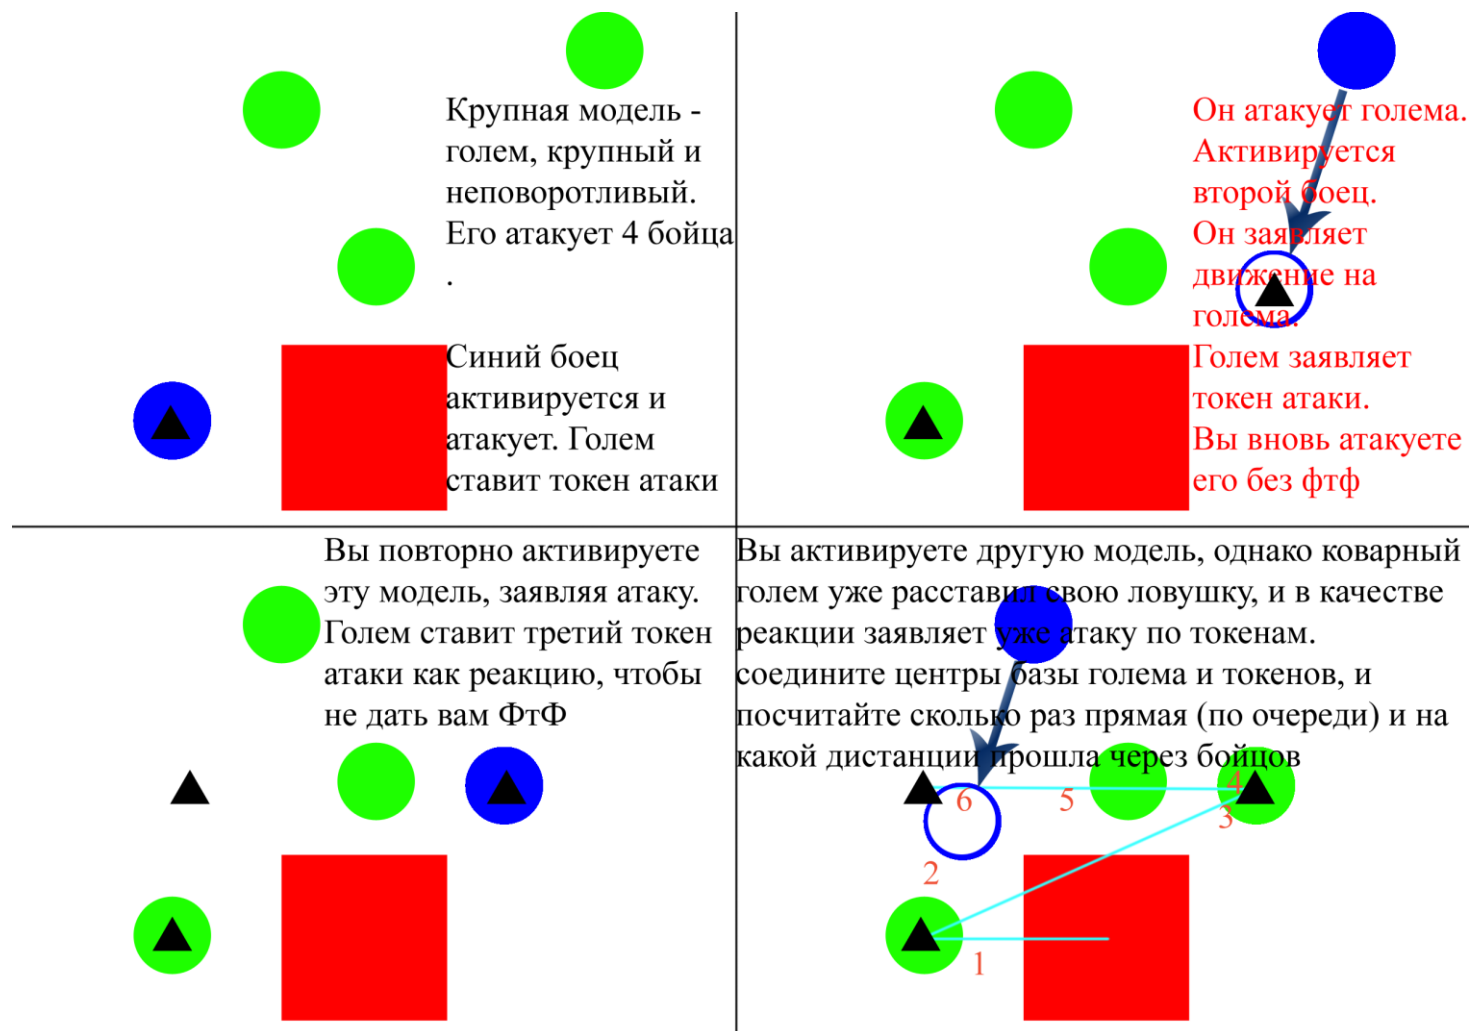 Крупная модель -
голем, крупный и
неповоротливый.
Его атакует 4 бойца
.
Синий боец
активируется и
атакует. Голем
ставит токен атаки
Он атакует голема.
Активируется
второй боец.
Он заявляет
движение на
голема.
Голем заявляет
токен атаки.
Вы вновь атакуете
его без фтф
Вы повторно активируете
эту модель, заявляя атаку.
Голем ставит третий токен
атаки как реакцию, чтобы
не дать вам ФтФ
Вы активируете другую модель, однако коварный
голем уже расставил свою ловушку, и в качестве
реакции заявляет уже атаку по токенам.
соедините центры базы голема и токенов, и
посчитайте сколько раз прямая (по очереди) и на
какой дистанции прошла через бойцов
6 5 4
3
2
1